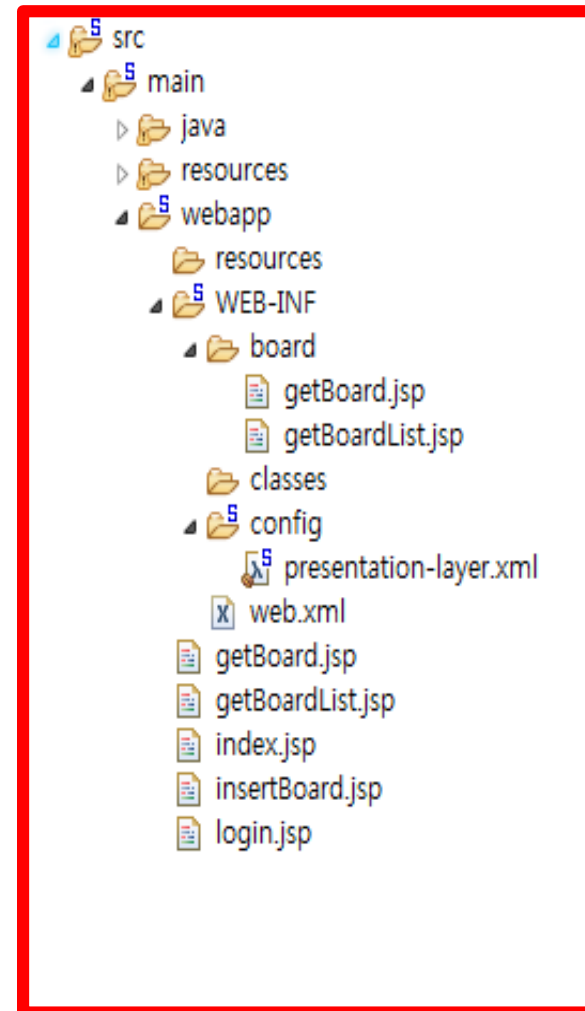 src
main
java
resources
webapp
resources
WEB-INF
board
getBoard.jsp
getBoardList.jsp
classes
config
presentation-layer.xml
web.xml
getBoard.jsp
getBoardList.jsp
index.jsp
insertBoard.jsp
login.jsp